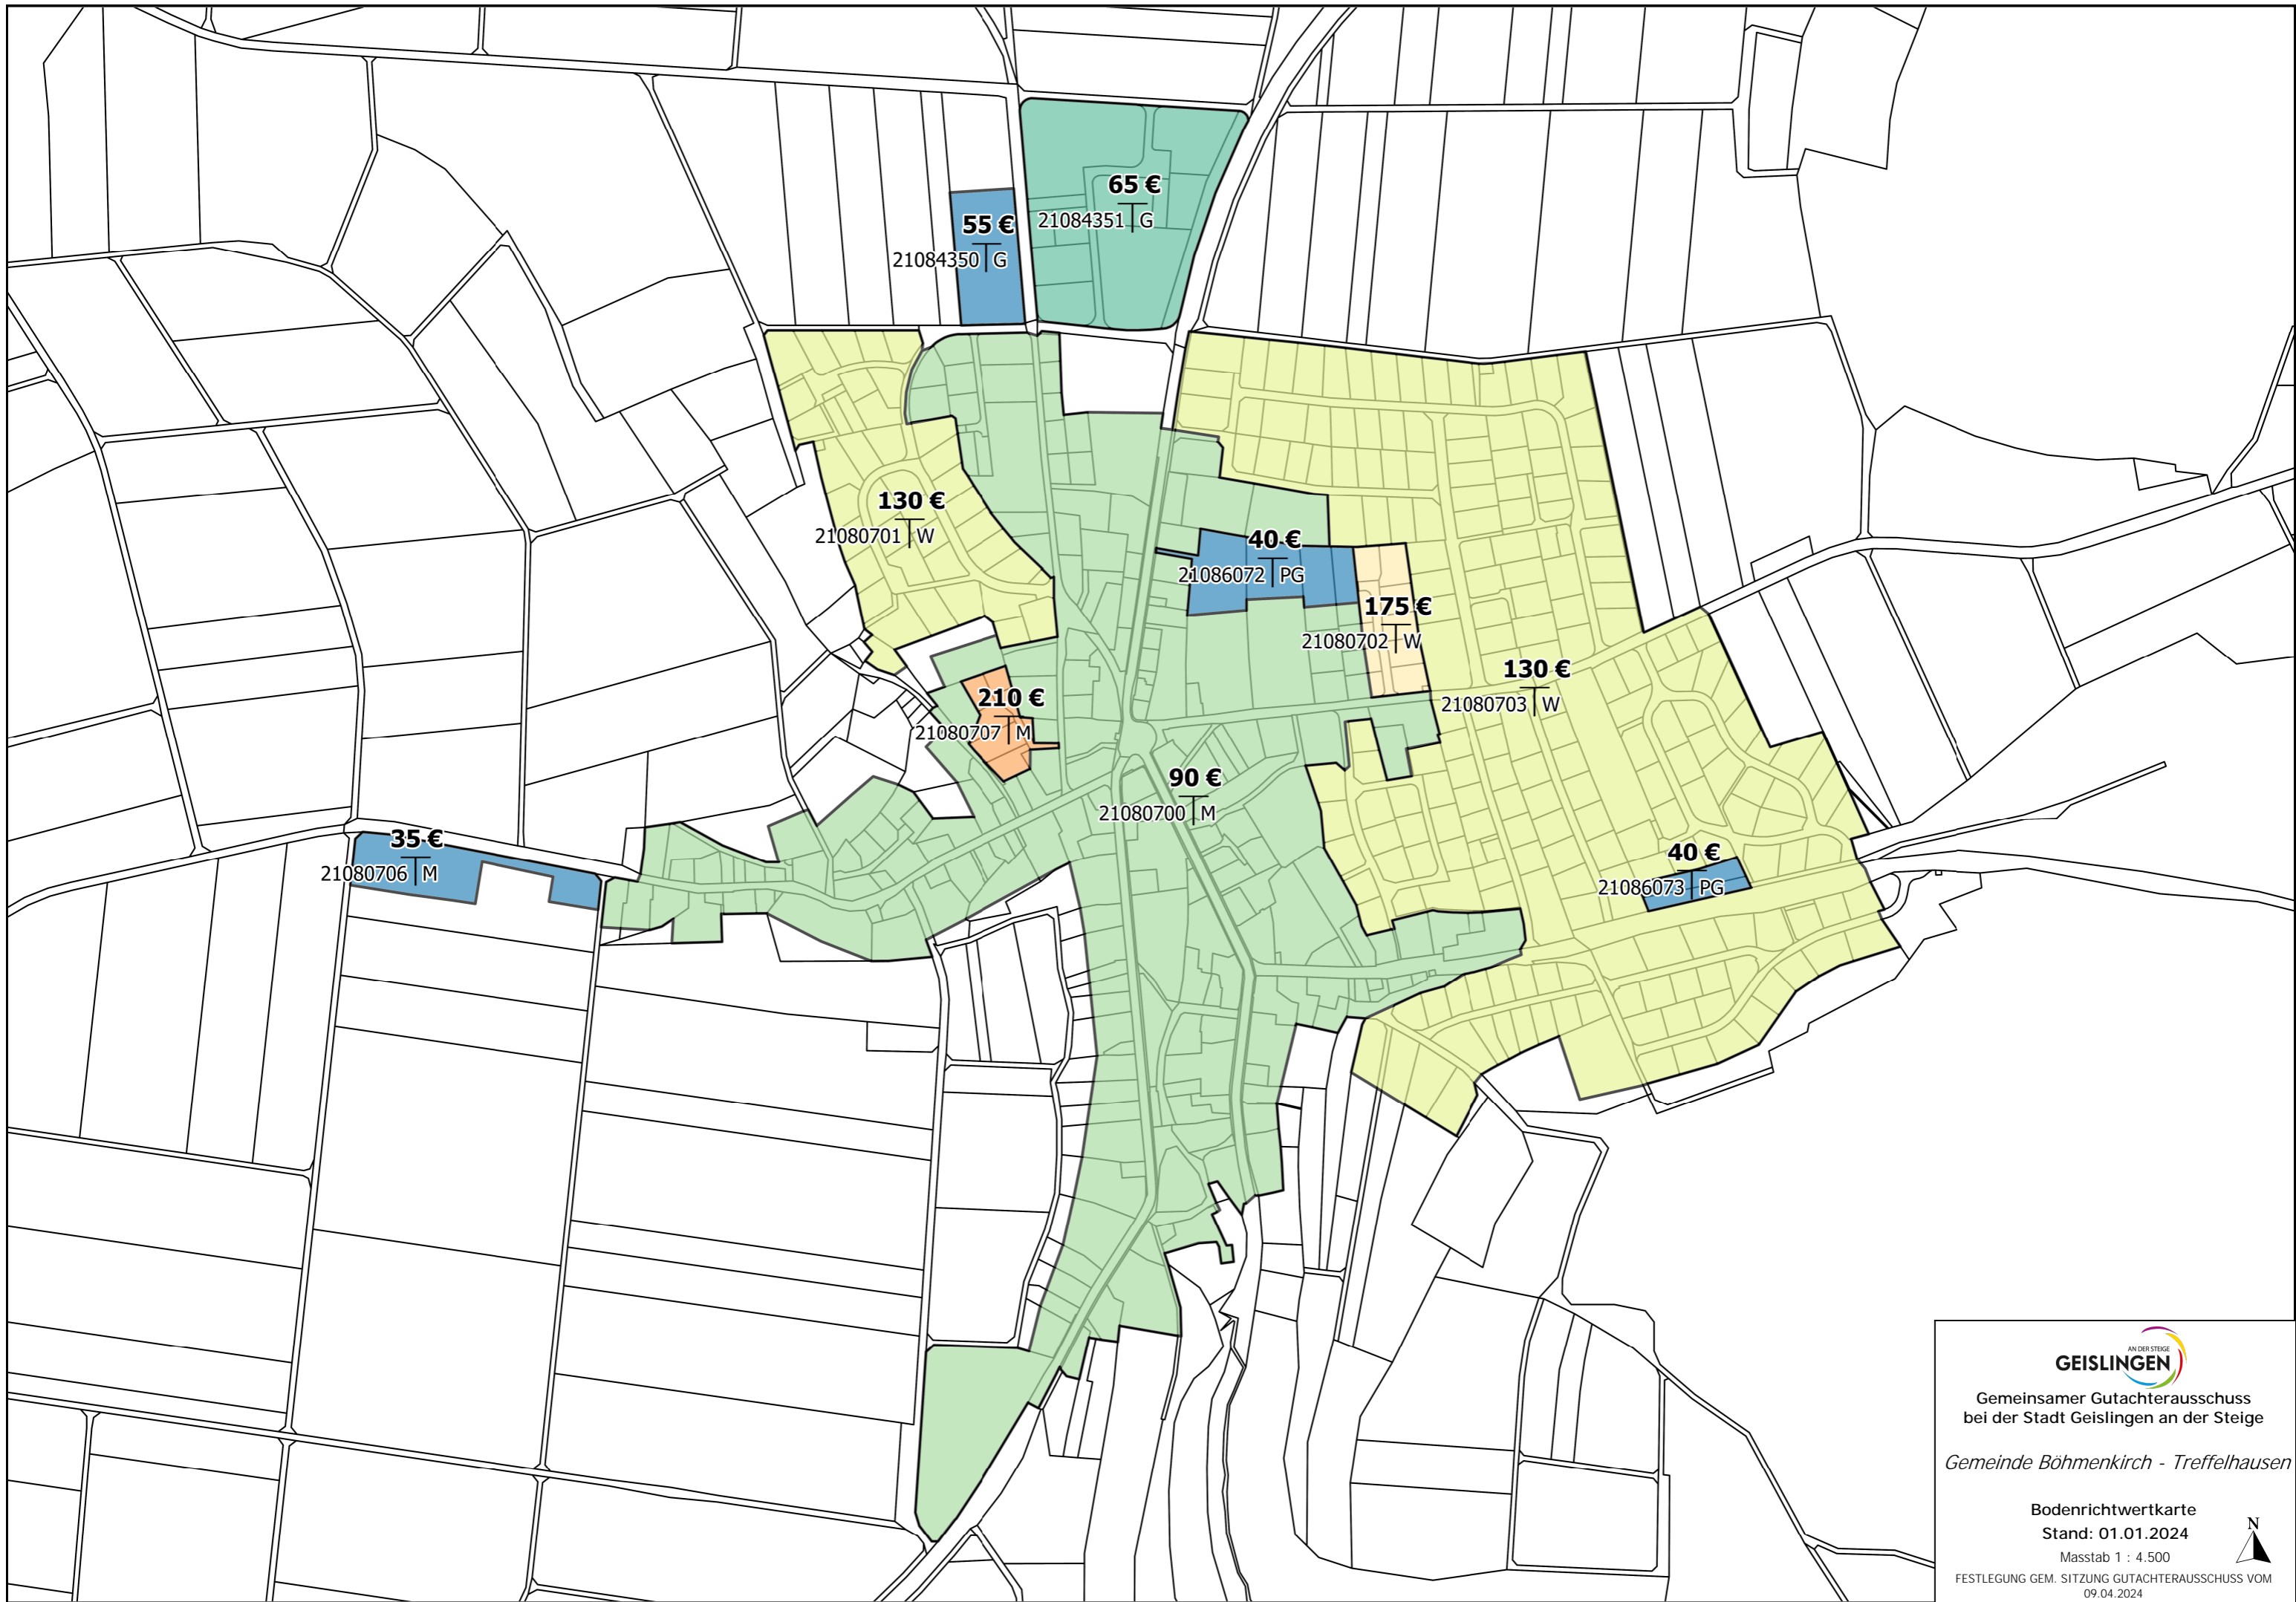 65 €
21084351 G
55 €
21084350 G
130 €
21080701 W
40 €
21086072 PG
175 €
21080702 W
130 €
21080703 W
210 €
21080707 M
90 €
21080700 M
35 €
21080706 M
40 €
21086073 PG
AN DER STEIGE
GEISLINGEN
Gemeinsamer Gutachterausschuss
bei der Stadt Geislingen an der Steige
Gemeinde Böhmenkirch - Treffelhausen
Bodenrichtwertkarte
Stand: 01.01.2024
N
Masstab 1 : 4.500
FESTLEGUNG GEM. SITZUNG GUTACHTERAUSSCHUSS VOM
09.04.2024